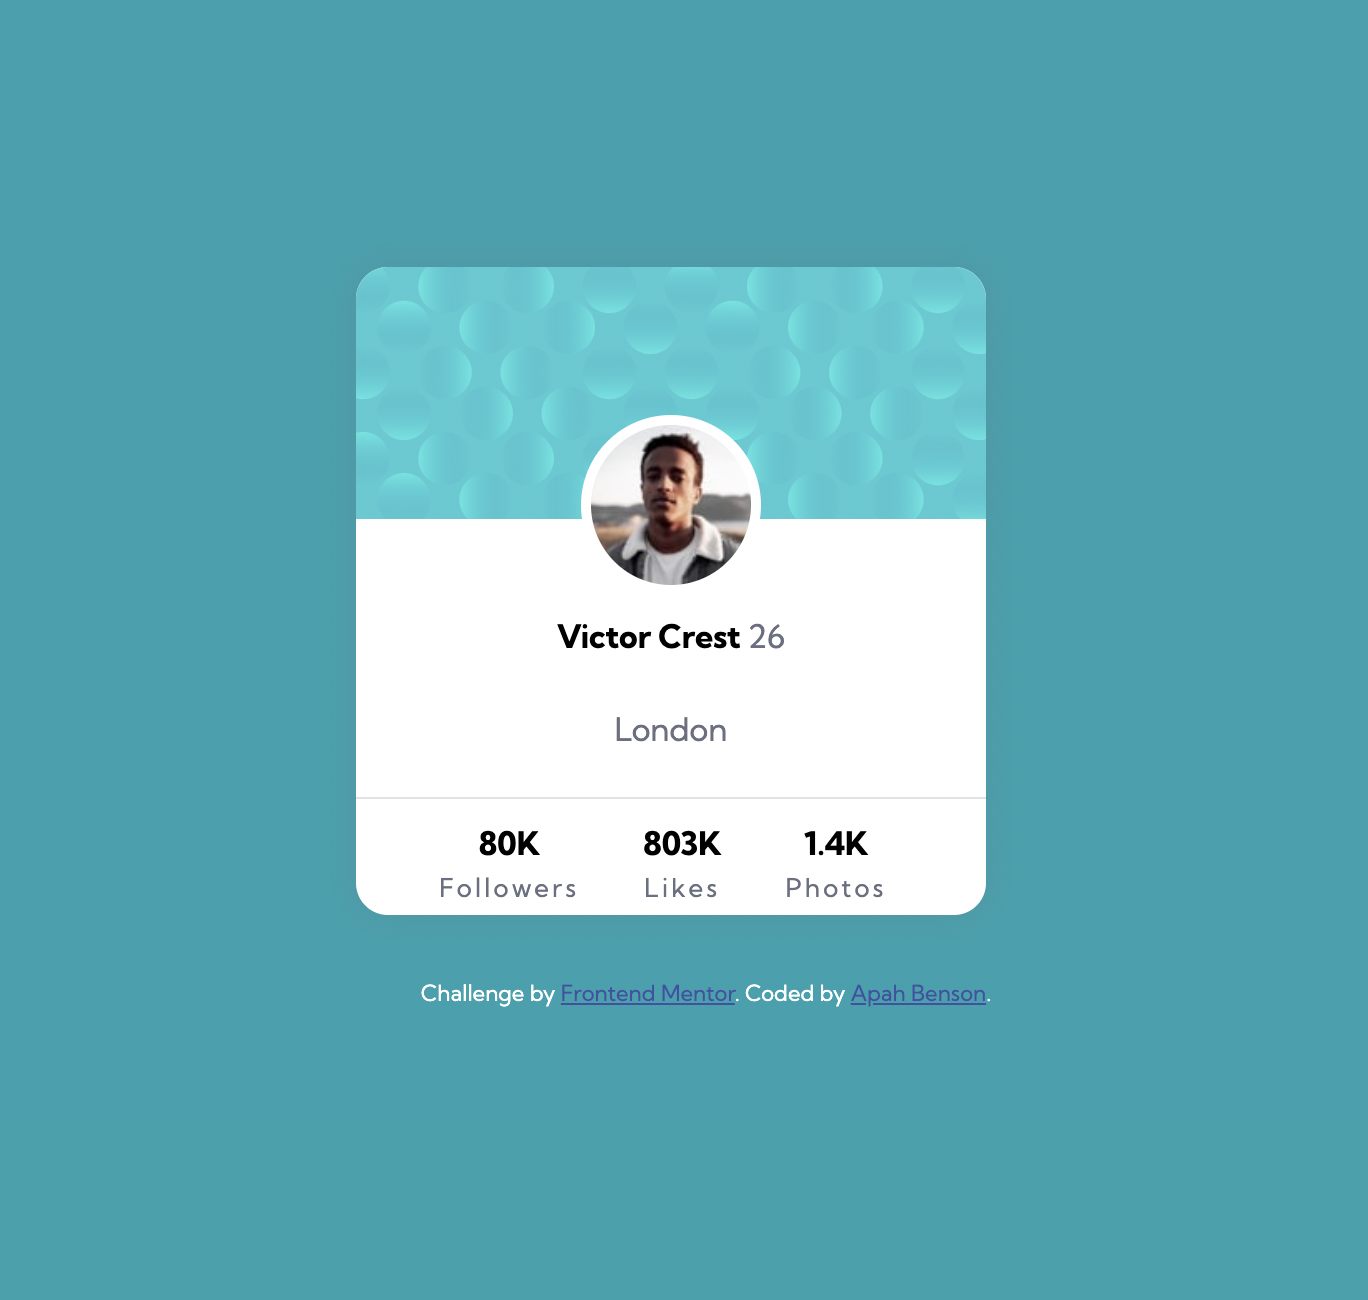 Victor Crest 26
London
80K 803K 1.4K
Followers Likes Photos
Challenge by Frontend Mentor. Coded by Apah Benson.